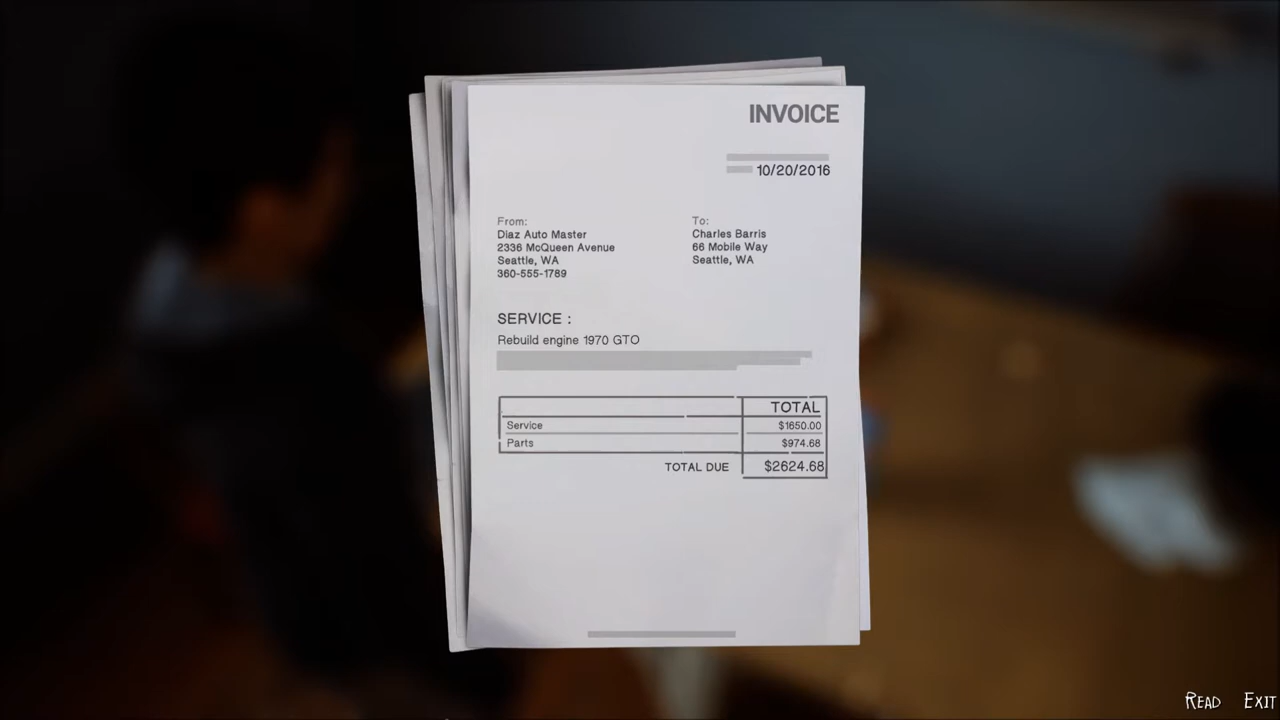 INVOICE
10/20/2016
From:
Diaz Auto Master
2336 McQueen Avenue
Seattle, WA
360-555-1789
To:
Charles Barris
66 Mobile Way
Seattle, WA
SERVICE :
Rebuild engine 1970 GTO
TOTAL
Service $1650.00
Parts $974.68
TOTAL DUE $2624.68
READ EXIT